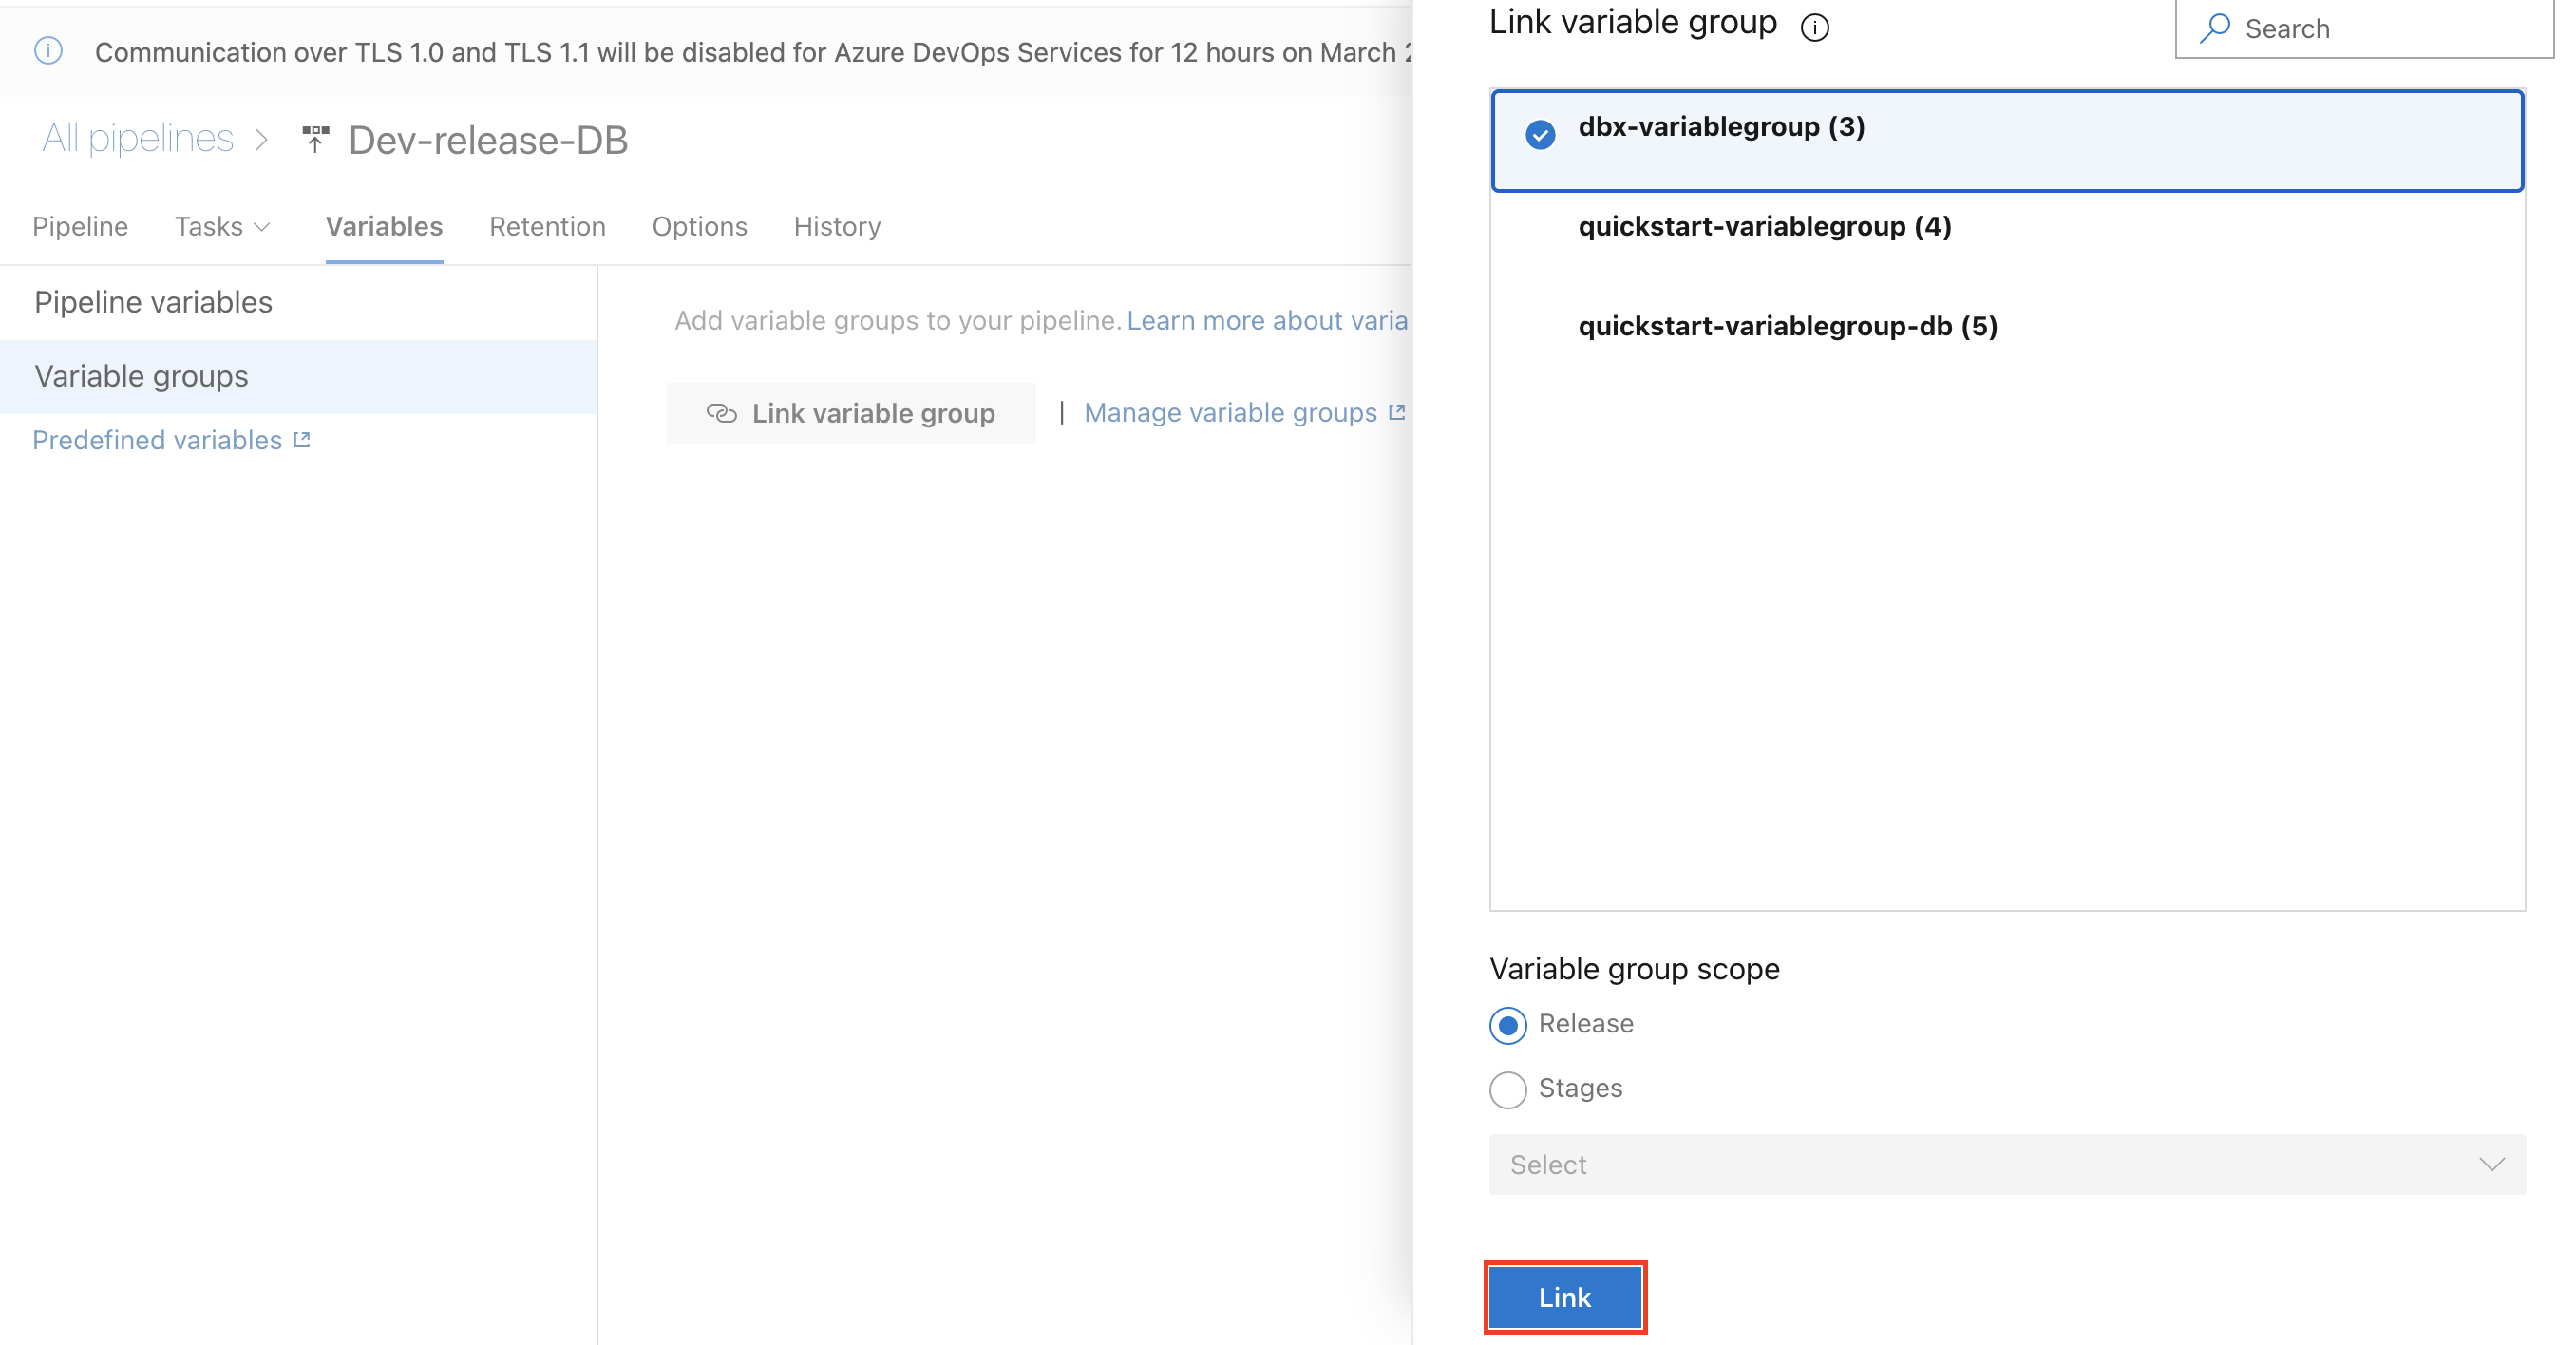 Communication over TLS 1.0 and TLS 1.1 will be disabled for Azure DevOps Services for 12 hours on March
All pipelines > Dev-release-DB
Pipeline Tasks Variables Retention Options History
Pipeline variables
Variable groups
Predefined variables
Add variable groups to your pipeline. Learn more about
Link variable group | Manage variable groups
Link variable group
Search
dbx-variablegroup (3)
quickstart-variablegroup (4)
quickstart-variablegroup-db (5)
Variable group scope
Release
Stages
Select
Link